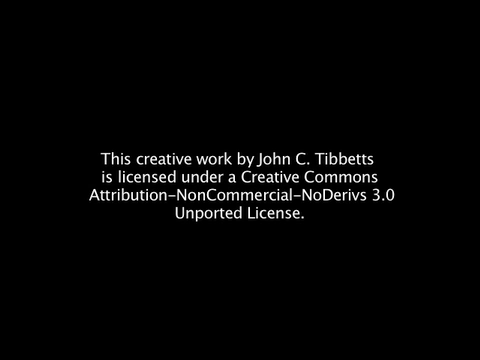 This creative work by John C. Tibbetts
is licensed under a Creative Commons
Attribution-NonCommercial-NoDerivs 3.0
Unported License.